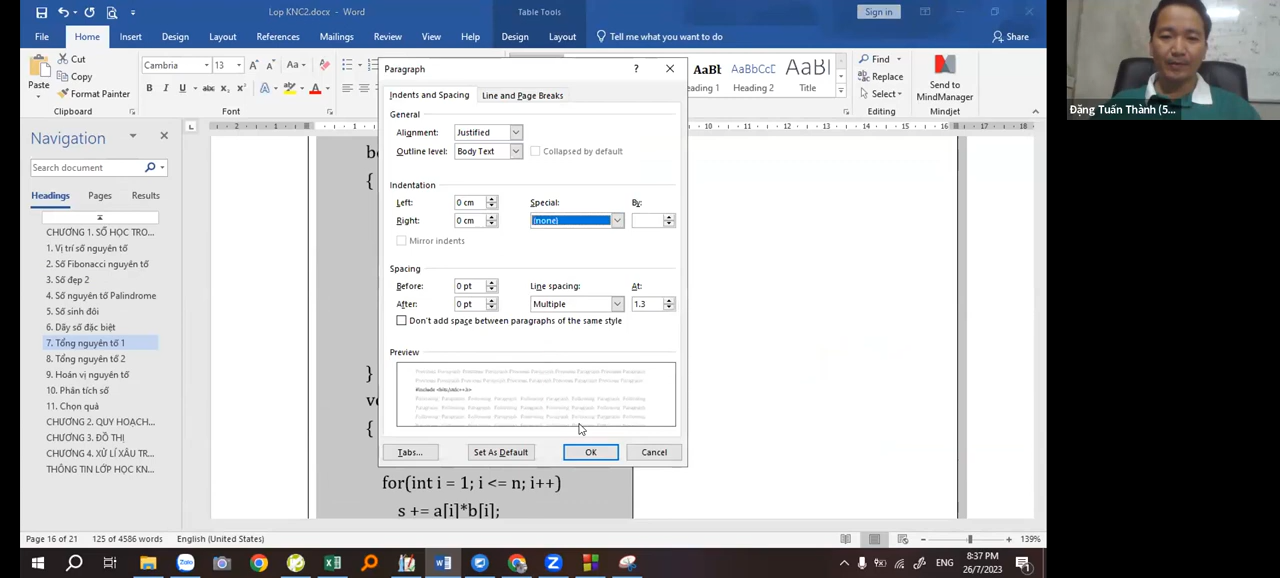 Lop KNC2.docx - Word
Table Tools
Sign in
File
Home
Insert
Design
Layout
References
Mailings
Review
View
Help
Design
Layout
Tell me what you want to do
Share
Paste
Cut
Copy
Format Painter
Clipboard
Cambria
13
Aa
B
I
U
Font
AaBb
eading 1
AaBbCcD
Heading 2
AaBl
Title
Find
Replace
Select
Editing
Send to
MindManager
Mindjet
Đặng Tuấn Thành (5...
Navigation
Search document
Headings
Pages
Results
CHƯƠNG 1. SỐ HỌC TRO...
1. Vị trí số nguyên tố
2. Số Fibonacci nguyên tố
3. Số đẹp 2
4. Số nguyên tố Palindrome
5. Số sinh đôi
6. Dãy số đặc biệt
7. Tổng nguyên tố 1
8. Tổng nguyên tố 2
9. Hoán vị nguyên tố
10. Phân tích số
11. Chọn quà
CHƯƠNG 2. QUY HOẠCH...
CHƯƠNG 3. ĐỒ THỊ
CHƯƠNG 4. XỬ LÍ XÂU TR...
THÔNG TIN LỚP HỌC KN...
Paragraph
?
Indents and Spacing
Line and Page Breaks
General
Alignment:
Justified
Outline level:
Body Text
Collapsed by default
Indentation
Left:
0 cm
Special:
By:
Right:
0 cm
(none)
Mirror indents
Spacing
Before:
0 pt
Line spacing:
At:
After:
0 pt
Multiple
1.3
Don't add space between paragraphs of the same style
Preview
Tabs...
Set As Default
OK
Cancel
{
}
{
for(int i = 1; i <= n; i++)
s += a[i]*b[i];
Page 16 of 21
125 of 4586 words
English (United States)
139%
Zalo
ENG
8:37 PM
26/7/2023